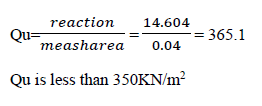 Qu=reaction/measharea=14.604/0.04=365.1
Qu is less than 350KN/m²